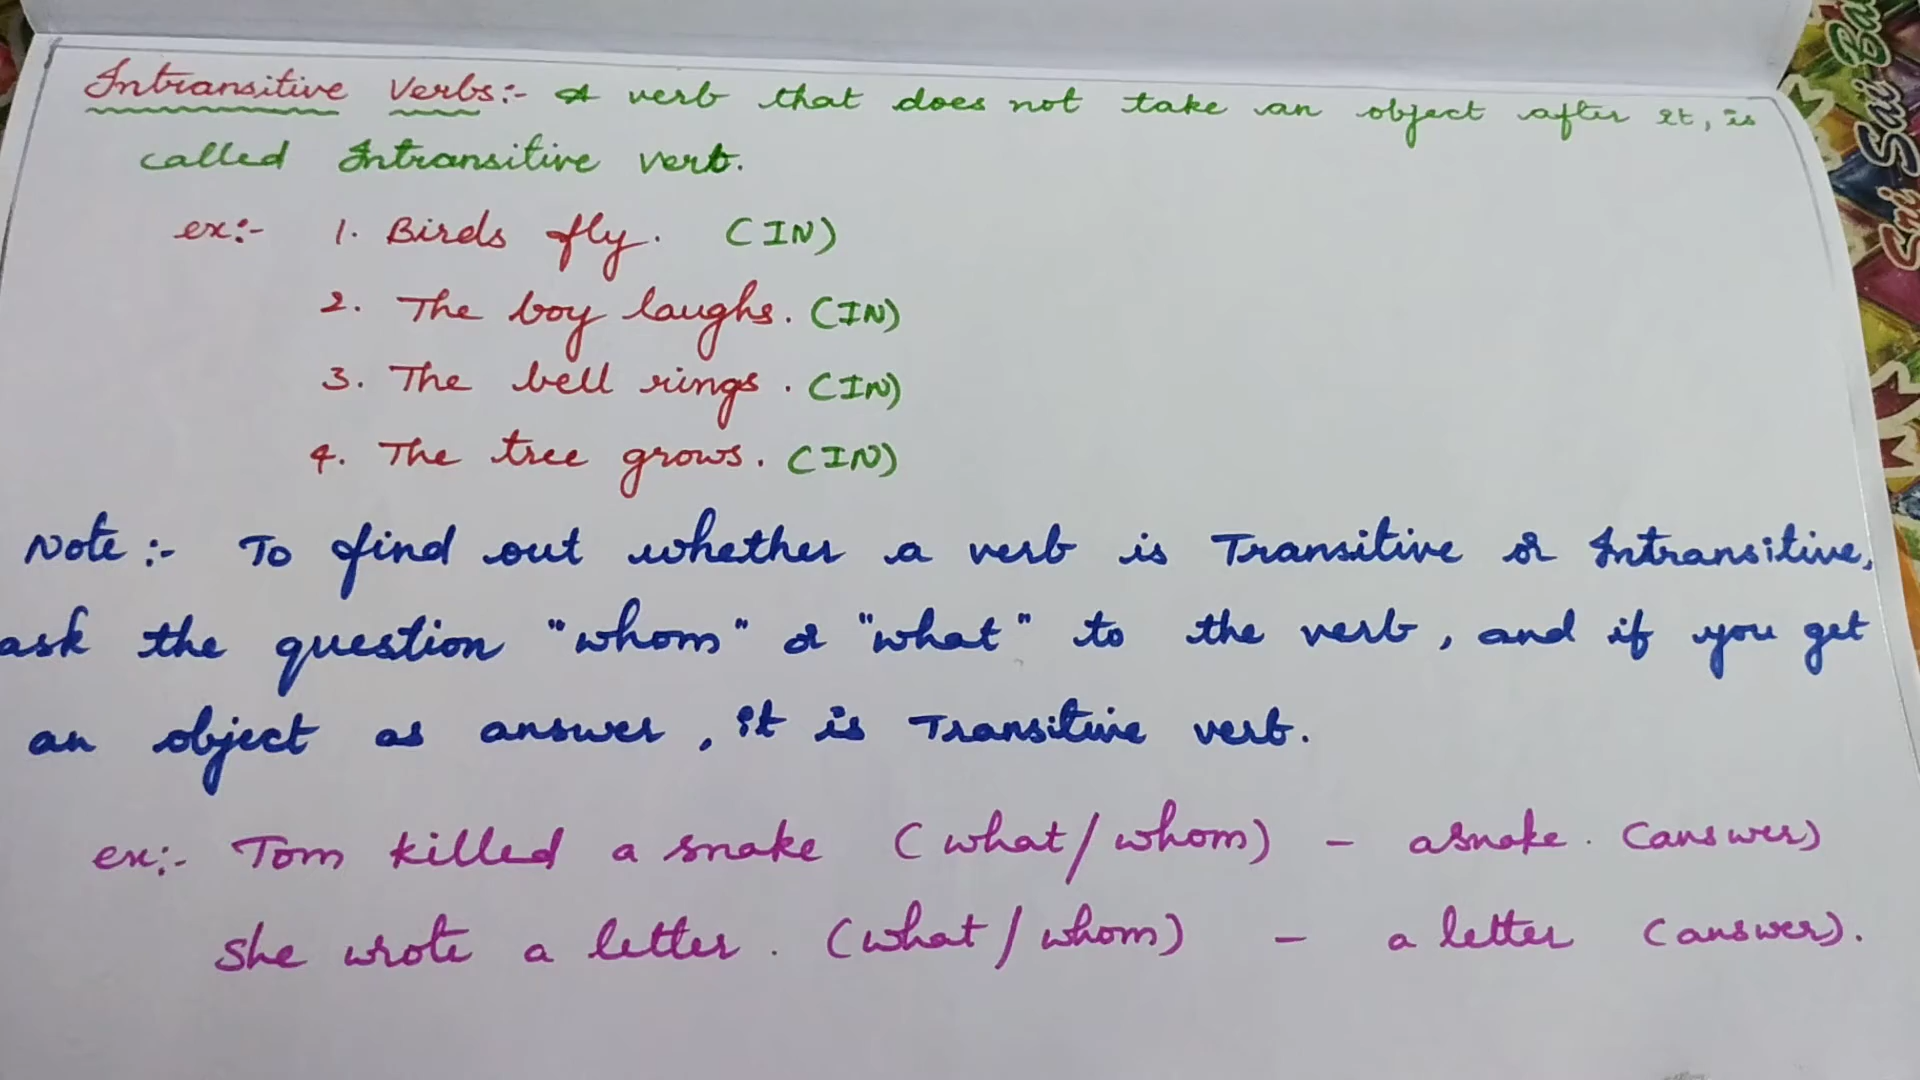 Intransitive Verbs:- A verb that does not take an object after it, is
called Intransitive verb.
ex:- 1. Birds fly. (IN)
2. The boy laughs. (IN)
3. The bell rings. (IN)
4. The tree grows. (IN)
Note:- To find out whether a verb is Transitive or Intransitive,
ask the question "whom" or "what" to the verb, and if you get
an object as answer, it is Transitive verb.
ex:- Tom killed a snake (what/whom) - a snake. (answer)
She wrote a letter. (what/whom) - a letter (answer).
Sri Sai Ba